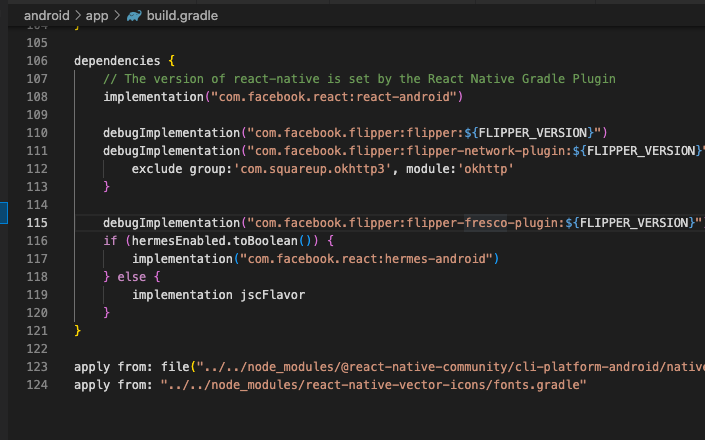 android > app > build.gradle
105
106 dependencies {
107 // The version of react-native is set by the React Native Gradle Plugin
108 implementation("com.facebook.react:react-android")
109
110 debugImplementation("com.facebook.flipper:flipper:${FLIPPER_VERSION}")
111 debugImplementation("com.facebook.flipper:flipper-network-plugin:${FLIPPER_VERSION}"
112 exclude group:'com.squareup.okhttp3', module:'okhttp'
113 }
114
115 debugImplementation("com.facebook.flipper:flipper-fresco-plugin:${FLIPPER_VERSION}")
116 if (hermesEnabled.toBoolean()) {
117 implementation("com.facebook.react:hermes-android")
118 } else {
119 implementation jscFlavor
120 }
121 }
122
123 apply from: file("../../node_modules/@react-native-community/cli-platform-android/native
124 apply from: "../../node_modules/react-native-vector-icons/fonts.gradle"